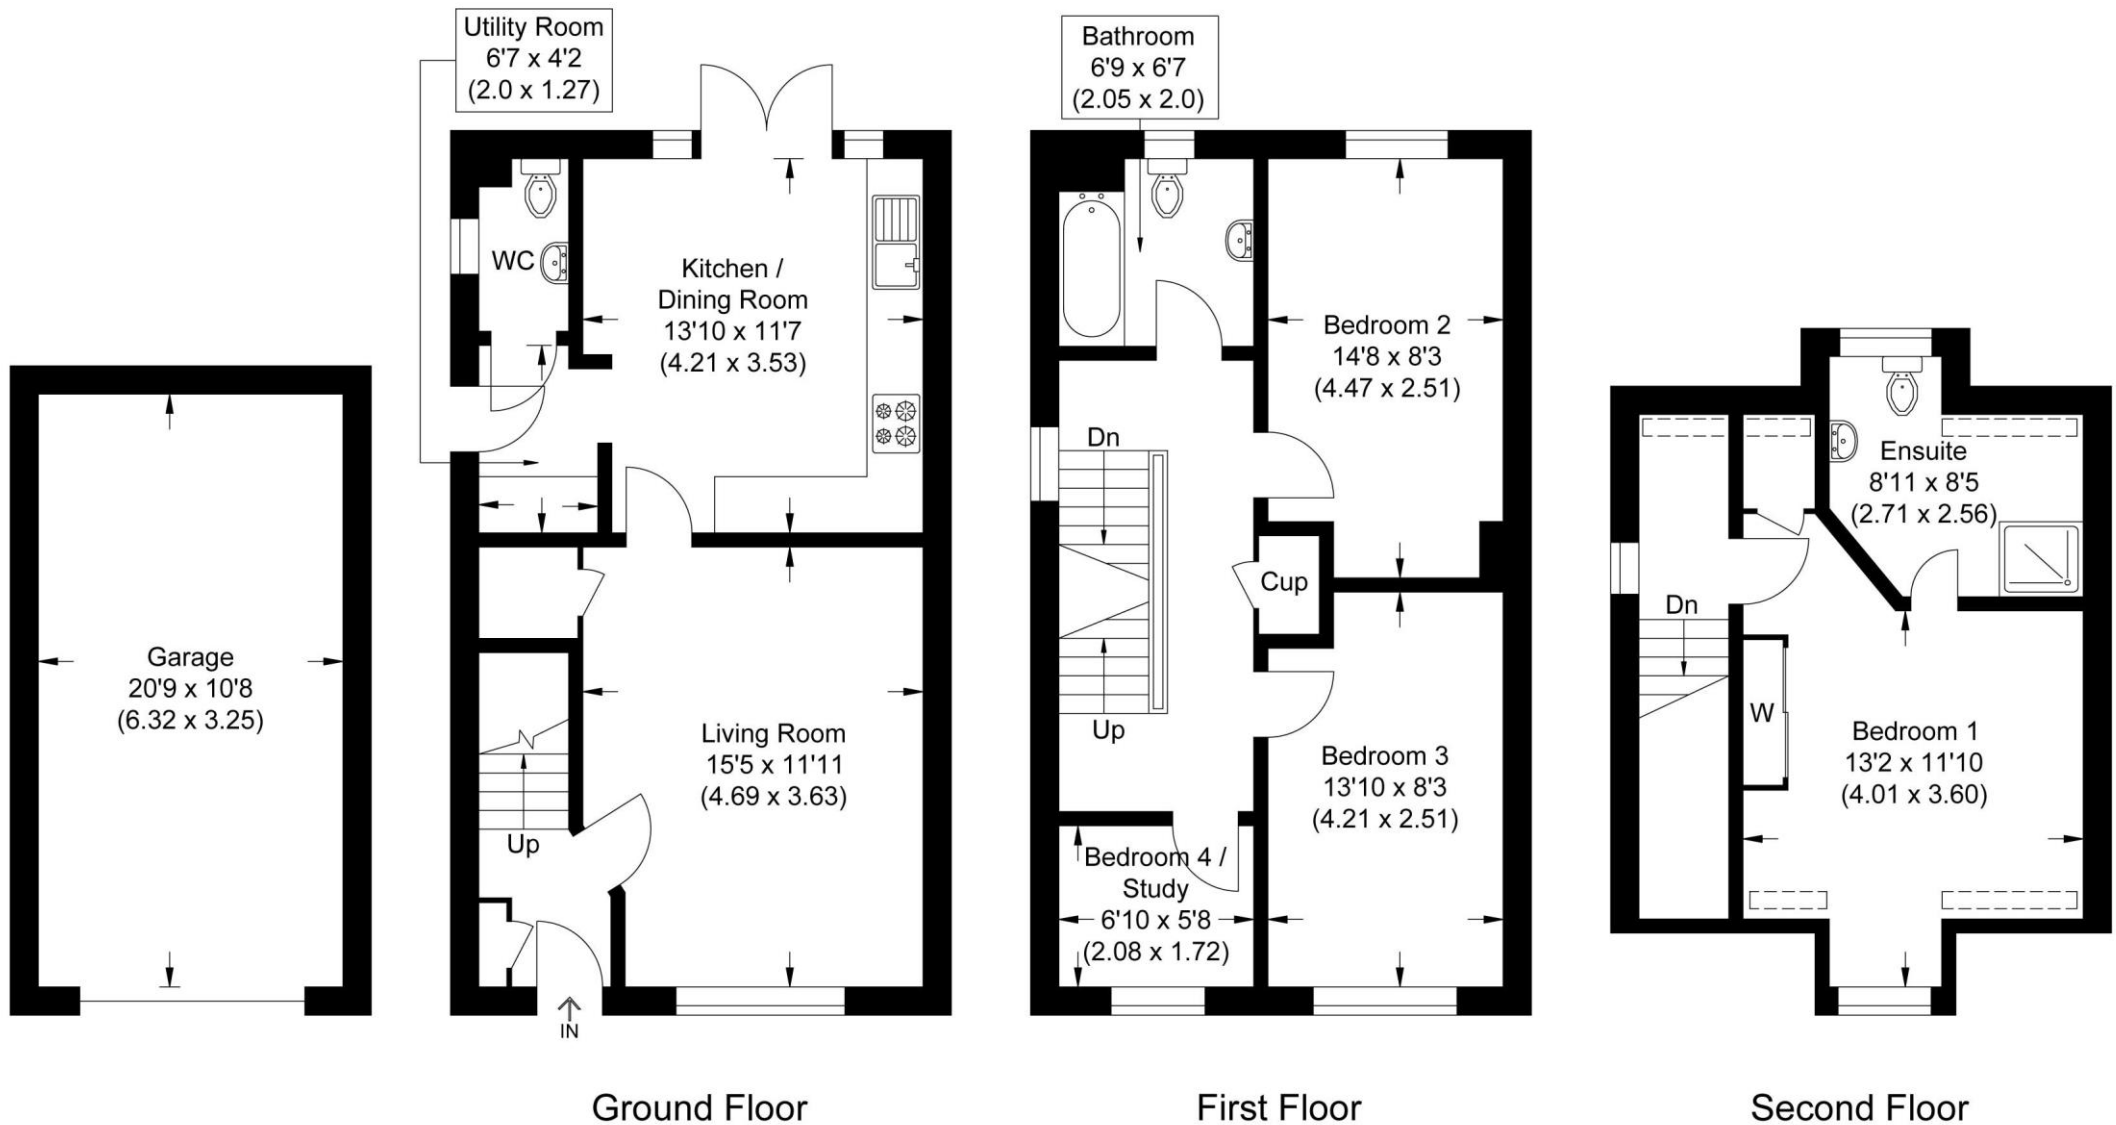 Utility Room
6'7 x 4'2
(2.0 x 1.27)
WC
Kitchen /
Dining Room
13'10 x 11'7
(4.21 x 3.53)
Garage
20'9 x 10'8
(6.32 x 3.25)
Living Room
15'5 x 11'11
(4.69 x 3.63)
Up
IN
Ground Floor
Bathroom
6'9 x 6'7
(2.05 x 2.0)
Bedroom 2
14'8 x 8'3
(4.47 x 2.51)
Dn
Cup
Up
Bedroom 3
13'10 x 8'3
(4.21 x 2.51)
Bedroom 4 /
Study
6'10 x 5'8
(2.08 x 1.72)
First Floor
Ensuite
8'11 x 8'5
(2.71 x 2.56)
Dn
W
Bedroom 1
13'2 x 11'10
(4.01 x 3.60)
Second Floor